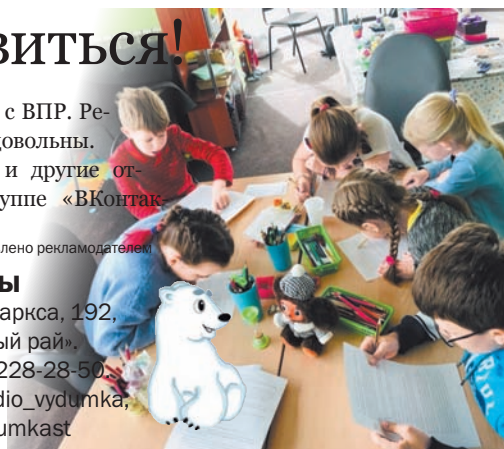 виться!
с ВПР. Ре-
довольны.
и другие от-
уппе «ВКонтак-
лено рекламодателем
ы
аркса, 192,
ый рай».
228-28-50.
dio_vydumka,
umkast